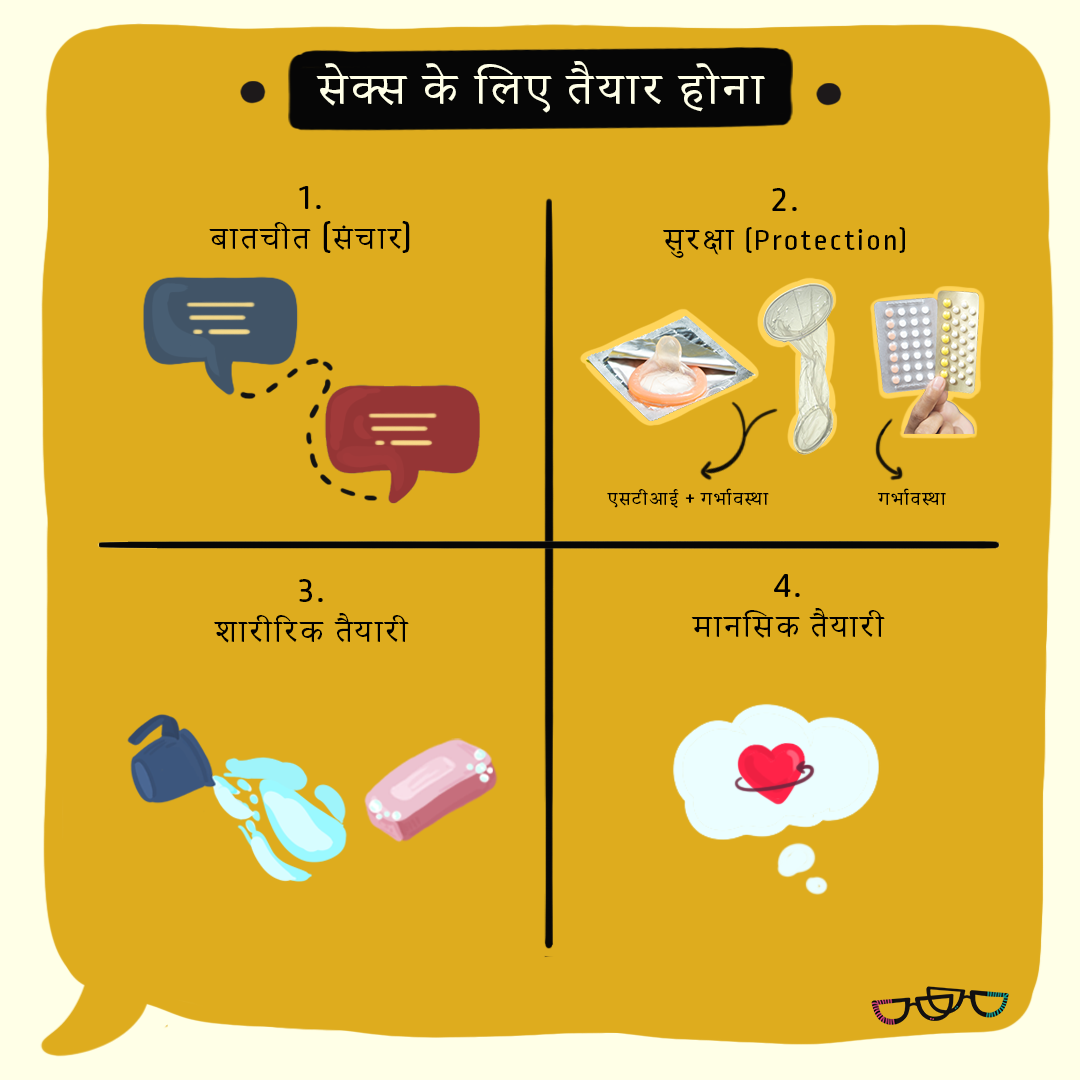 सेक्स के लिए तैयार होना
1.
बातचीत (संचार)
2.
सुरक्षा (Protection)
एसटीआई + गर्भावस्था
गर्भावस्था
3.
शारीरिक तैयारी
4.
मानसिक तैयारी